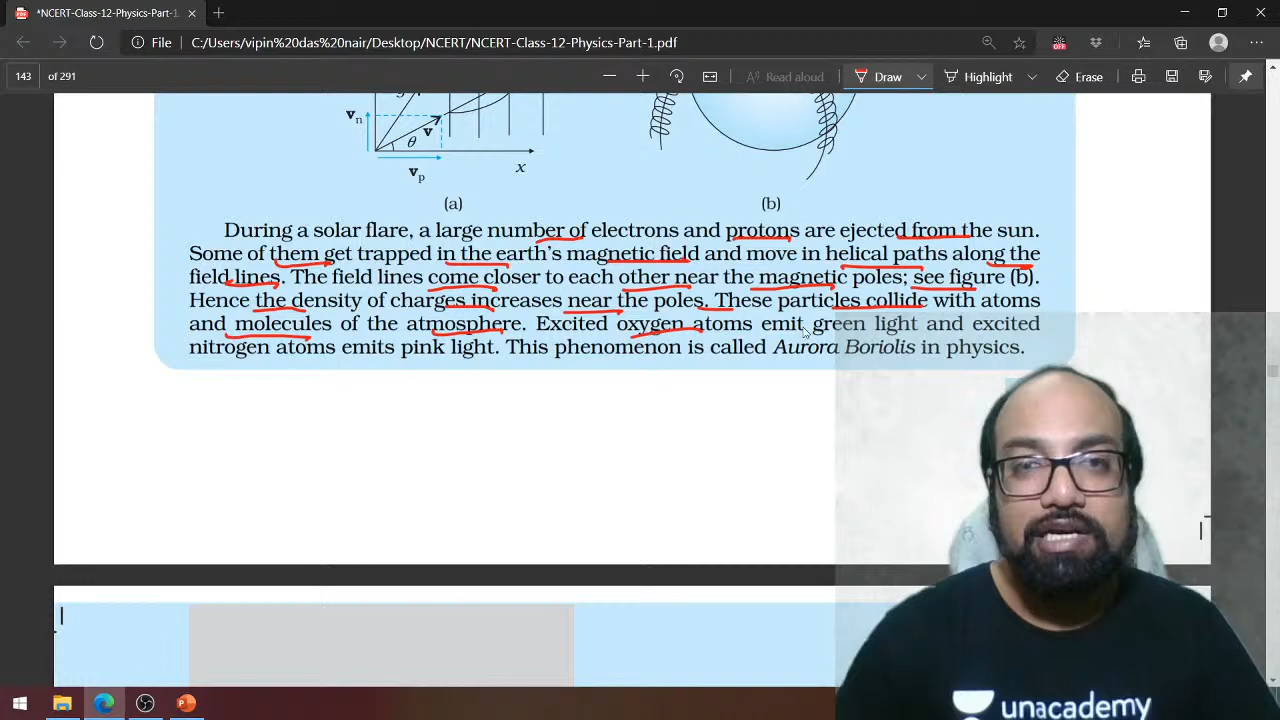 *NCERT-Class-12-Physics-Part-1.
File C:/Users/vipin%20das%20nair/Desktop/NCERT/NCERT-Class-12-Physics-Part-1.pdf
143 of 291 Read aloud Draw Highlight Erase
vn
v
θ
x
vp
(a) (b)
During a solar flare, a large number of electrons and protons are ejected from the sun.
Some of them get trapped in the earth's magnetic field and move in helical paths along the
field lines. The field lines come closer to each other near the magnetic poles; see figure (b).
Hence the density of charges increases near the poles. These particles collide with atoms
and molecules of the atmosphere. Excited oxygen atoms emit green light and excited
nitrogen atoms emits pink light. This phenomenon is called Aurora Boriolis in physics.
unacademy